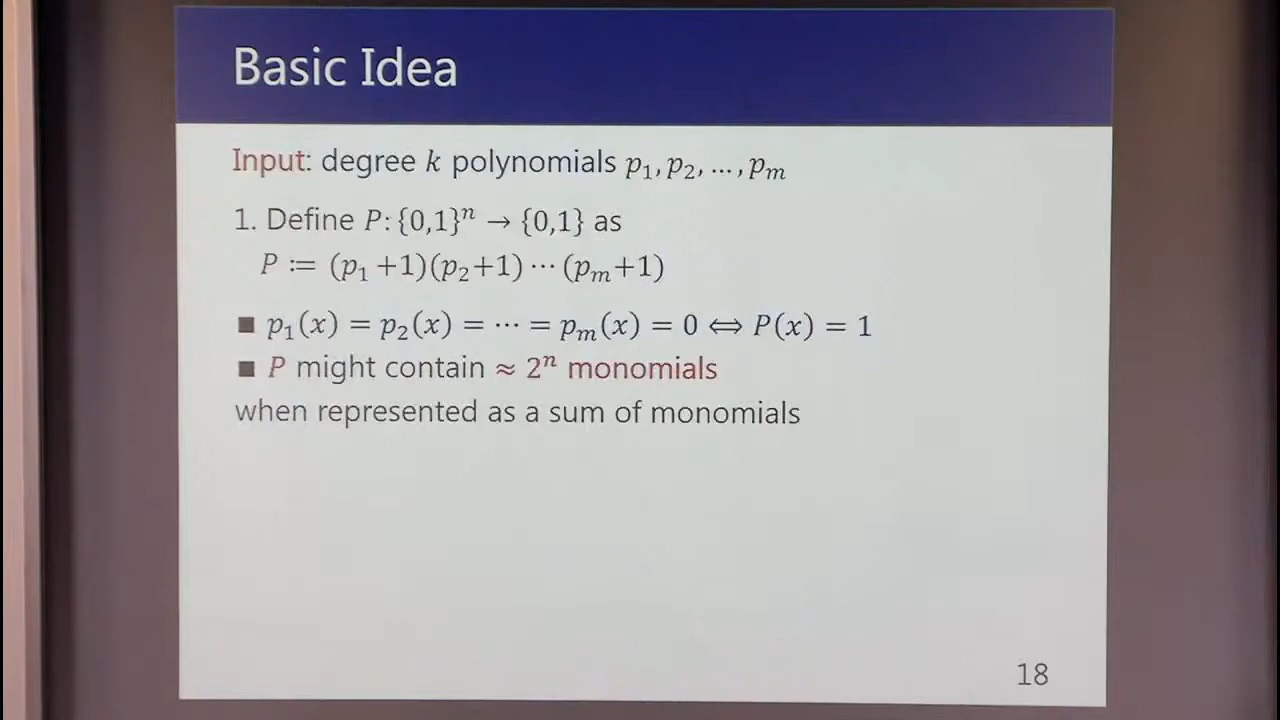 Basic Idea
Input: degree k polynomials p₁, p₂, …, pₘ
1. Define P: {0,1}ⁿ → {0,1} as
P ≔ (p₁+1)(p₂+1)⋯(pₘ+1)
■ p₁(x) = p₂(x) = ⋯ = pₘ(x) = 0 ⇔ P(x) = 1
■ P might contain ≈ 2ⁿ monomials
when represented as a sum of monomials
18